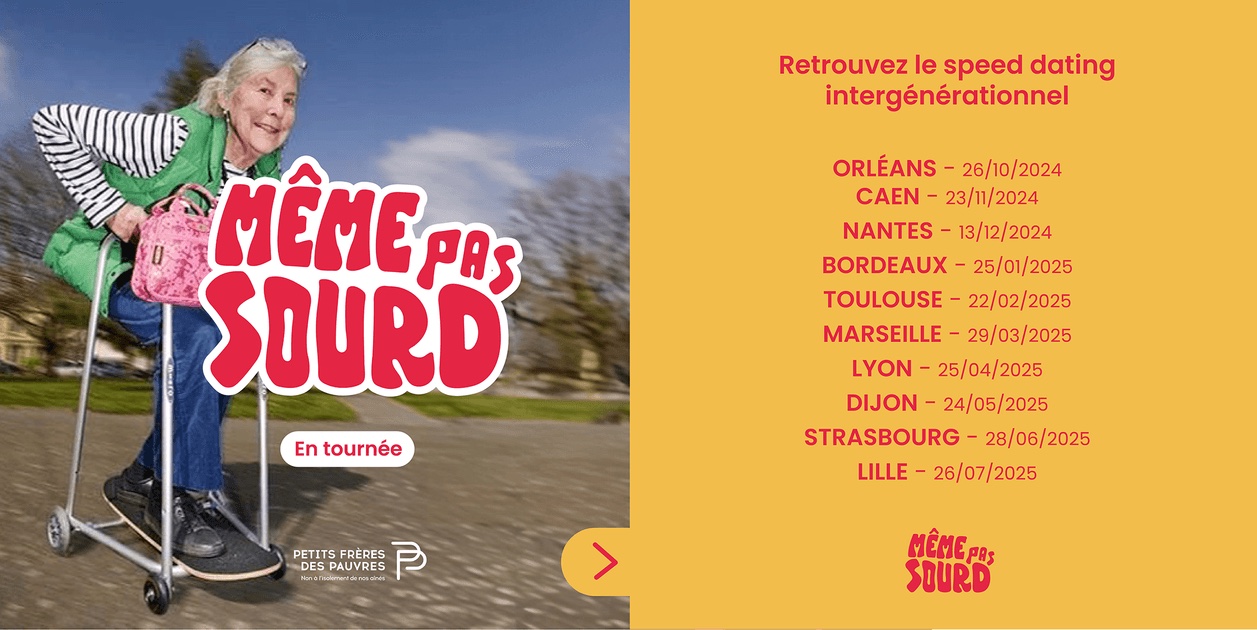 MÊME PAS
SOURD
En tournée
PETITS FRÈRES
DES PAUVRES
Non à l'isolement de nos aînés
Retrouvez le speed dating
intergénérationnel
ORLÉANS - 26/10/2024
CAEN - 23/11/2024
NANTES - 13/12/2024
BORDEAUX - 25/01/2025
TOULOUSE - 22/02/2025
MARSEILLE - 29/03/2025
LYON - 25/04/2025
DIJON - 24/05/2025
STRASBOURG - 28/06/2025
LILLE - 26/07/2025
MÊME PAS
SOURD